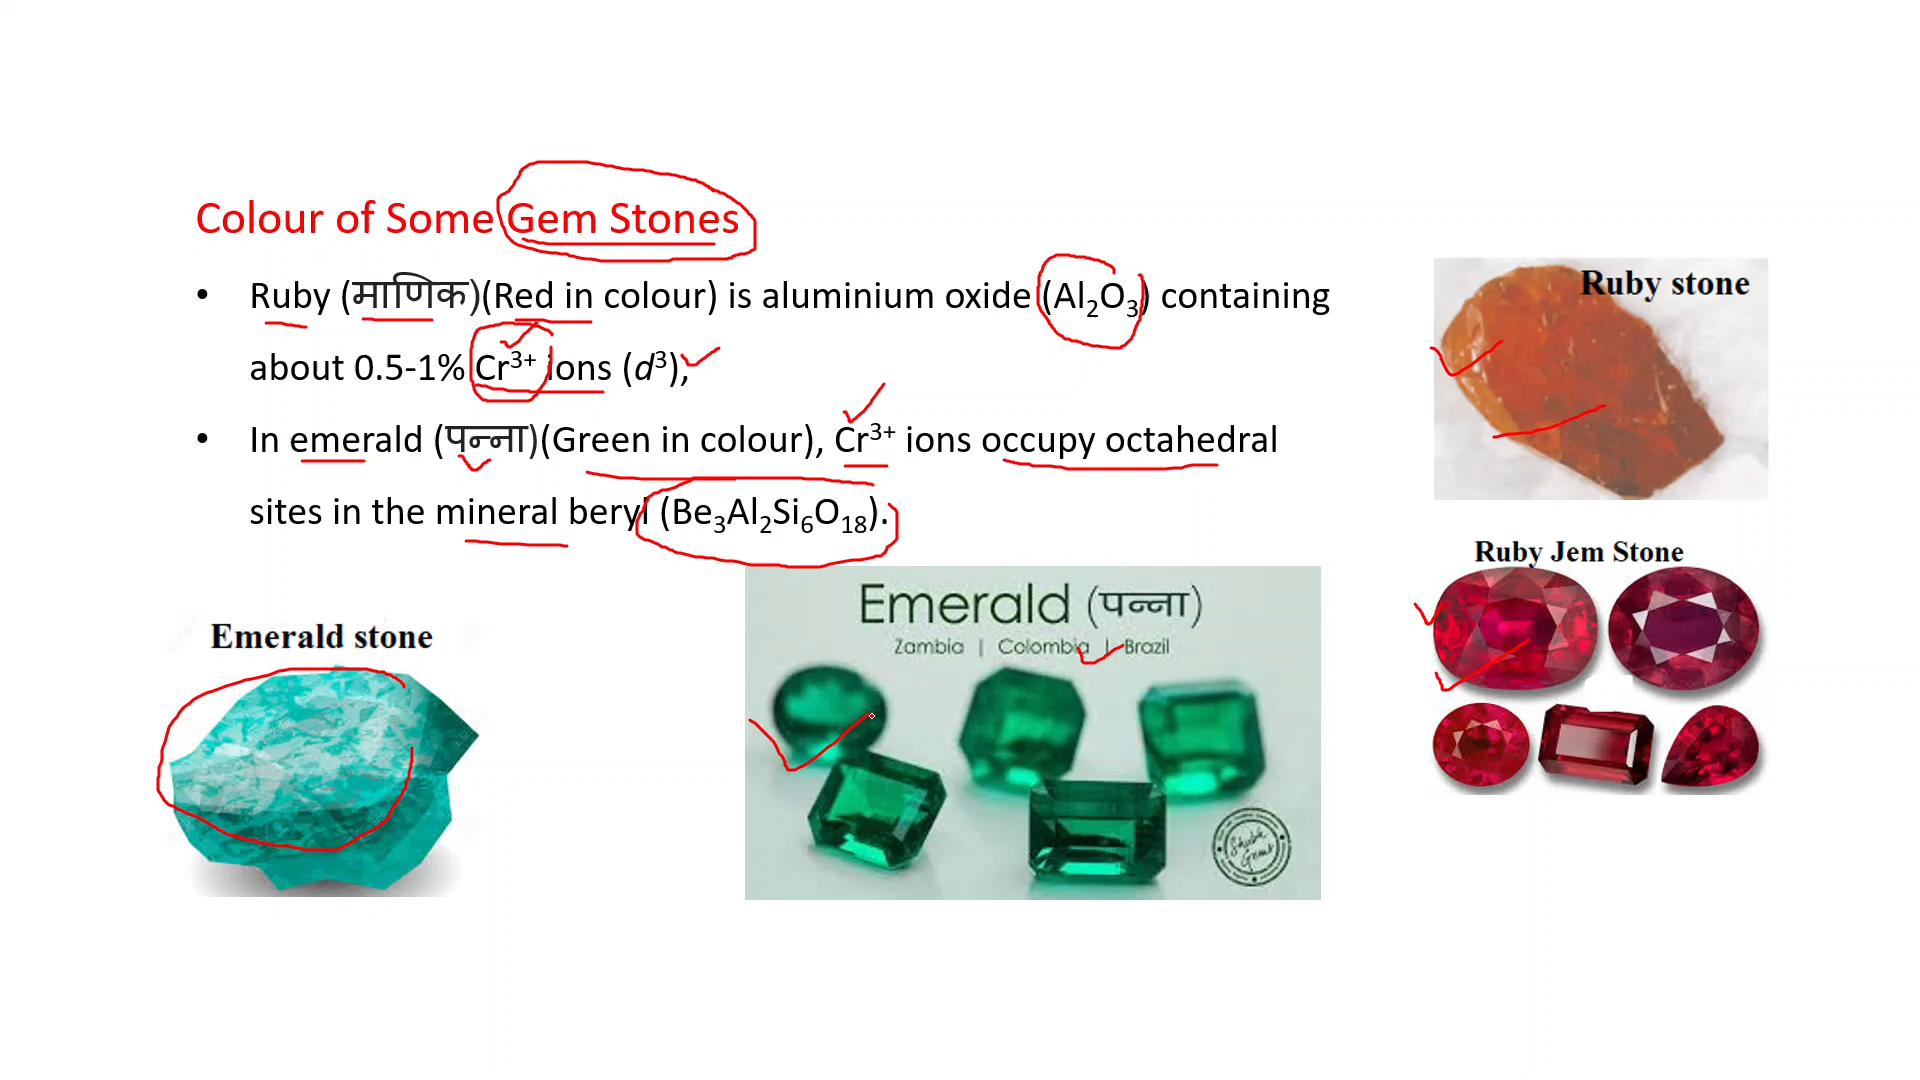 Colour of Some Gem Stones
• Ruby (माणिक)(Red in colour) is aluminium oxide (Al₂O₃) containing
about 0.5-1% Cr³⁺ ions (d³),
• In emerald (पन्ना)(Green in colour), Cr³⁺ ions occupy octahedral
sites in the mineral beryl (Be₃Al₂Si₆O₁₈).
Ruby stone
Ruby Jem Stone
Emerald stone
Emerald (पन्ना)
Zambia | Colombia | Brazil
Shubh
Gems